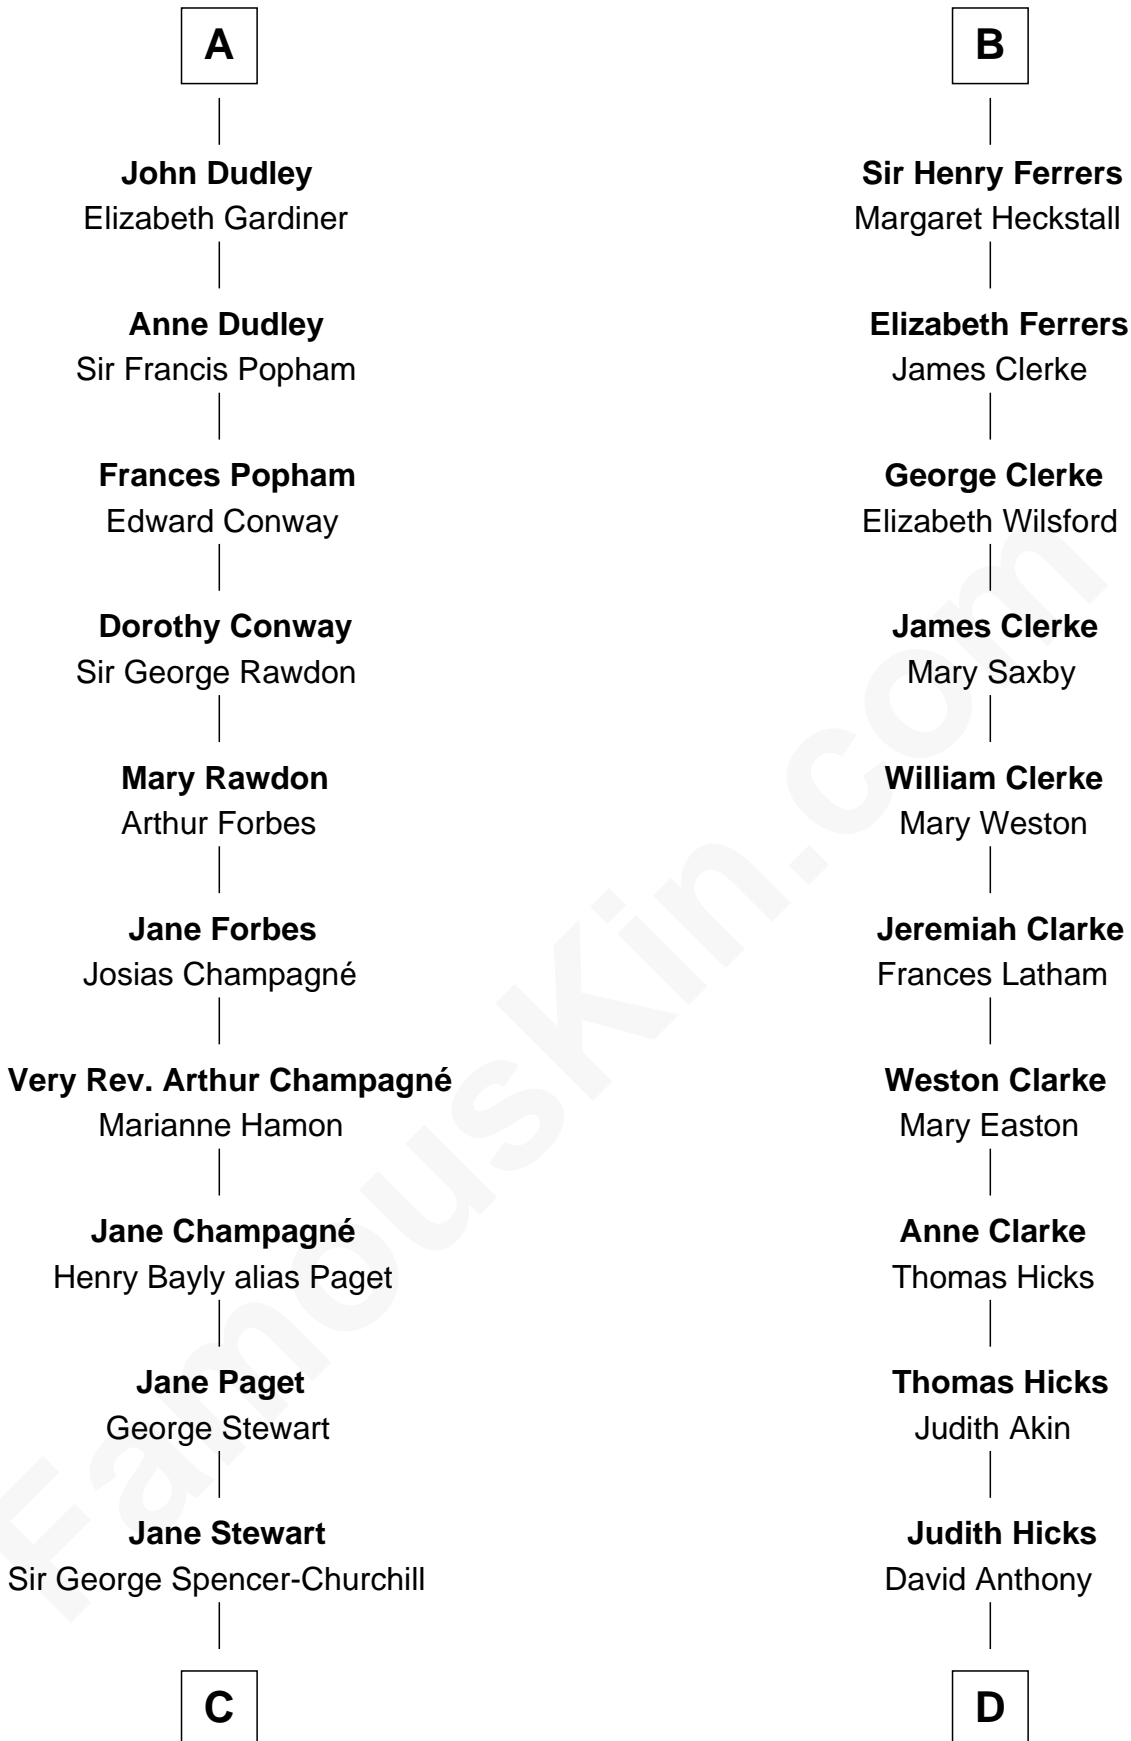 A
John Dudley
Elizabeth Gardiner
Anne Dudley
Sir Francis Popham
Frances Popham
Edward Conway
Dorothy Conway
Sir George Rawdon
Mary Rawdon
Arthur Forbes
Jane Forbes
Josias Champagné
Very Rev. Arthur Champagné
Marianne Hamon
Jane Champagné
Henry Bayly alias Paget
Jane Paget
George Stewart
Jane Stewart
Sir George Spencer-Churchill
C
B
Sir Henry Ferrers
Margaret Heckstall
Elizabeth Ferrers
James Clerke
George Clerke
Elizabeth Wilsford
James Clerke
Mary Saxby
William Clerke
Mary Weston
Jeremiah Clarke
Frances Latham
Weston Clarke
Mary Easton
Anne Clarke
Thomas Hicks
Thomas Hicks
Judith Akin
Judith Hicks
David Anthony
D
FamousKin.com